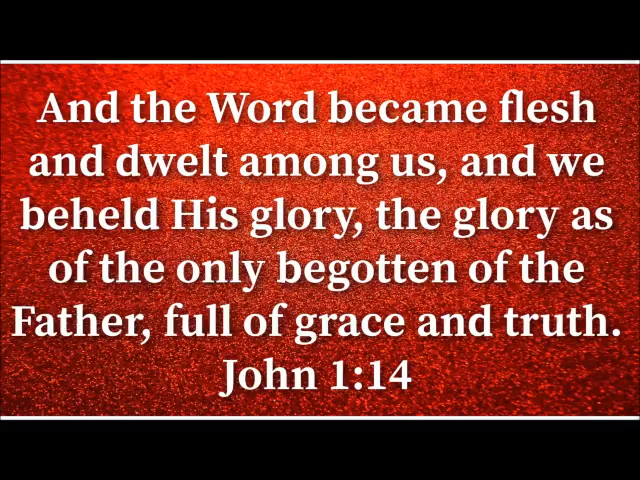 And the Word became flesh
and dwelt among us, and we
beheld His glory, the glory as
of the only begotten of the
Father, full of grace and truth.
John 1:14